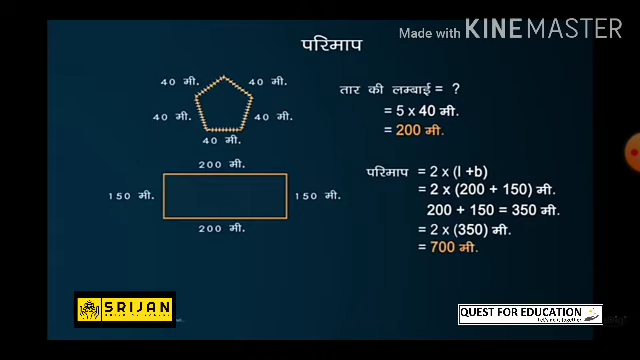 Made with KINEMASTER
परिमाप
40 मी. 40 मी.
40 मी. 40 मी.
40 मी.
तार की लम्बाई = ?
= 5 x 40 मी.
= 200 मी.
200 मी.
150 मी. 150 मी.
200 मी.
परिमाप = 2 x (l +b)
= 2 x (200 + 150) मी.
200 + 150 = 350 मी.
= 2 x (350) मी.
= 700 मी.
SRIJAN
QUEST FOR EDUCATION